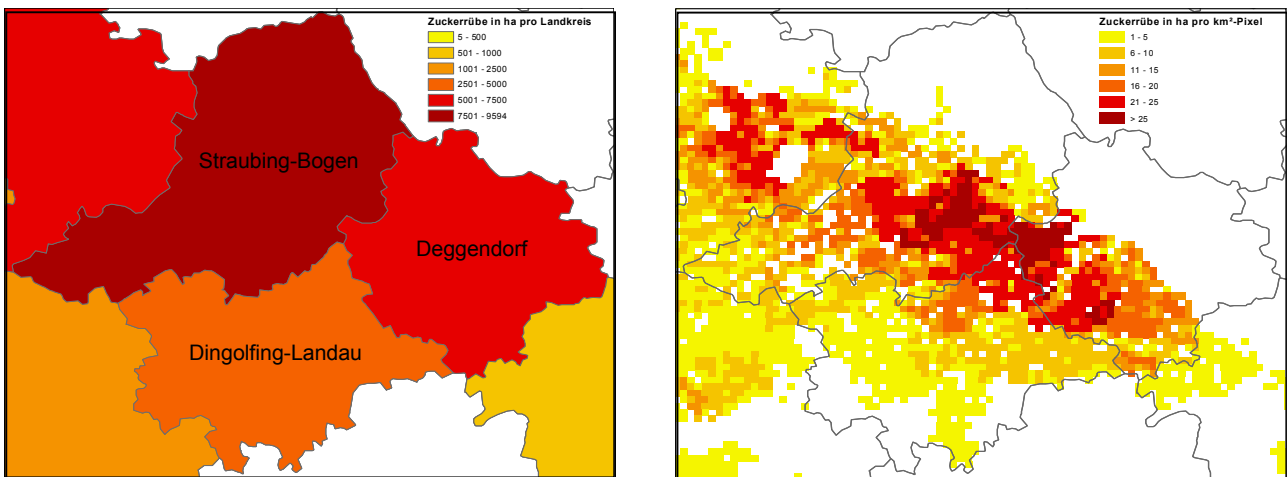 Zuckerrübe in ha pro Landkreis
5 - 500
501 - 1000
1001 - 2500
2501 - 5000
5001 - 7500
7501 - 9594
Straubing-Bogen
Deggendorf
Dingolfing-Landau
Zuckerrübe in ha pro km²-Pixel
1 - 5
6 - 10
11 - 15
16 - 20
21 - 25
> 25